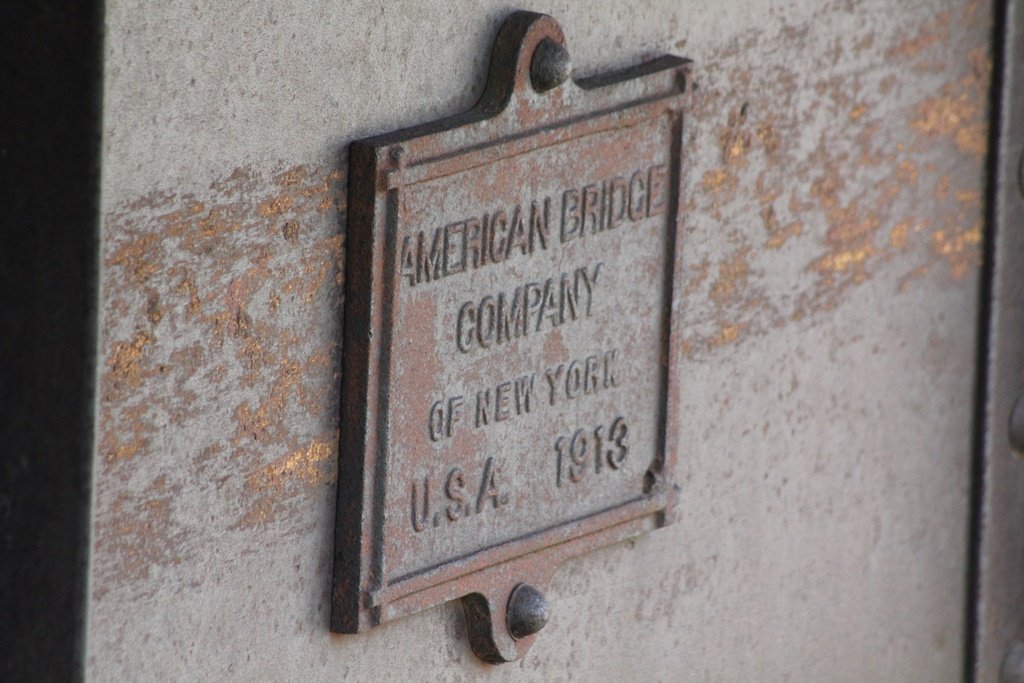 AMERICAN BRIDGE
COMPANY
OF NEW YORK
U.S.A. 1913